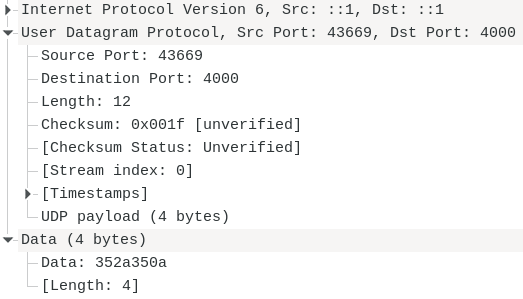 Internet Protocol Version 6, Src: ::1, Dst: ::1
User Datagram Protocol, Src Port: 43669, Dst Port: 4000
Source Port: 43669
Destination Port: 4000
Length: 12
Checksum: 0x001f [unverified]
[Checksum Status: Unverified]
[Stream index: 0]
[Timestamps]
UDP payload (4 bytes)
Data (4 bytes)
Data: 352a350a
[Length: 4]